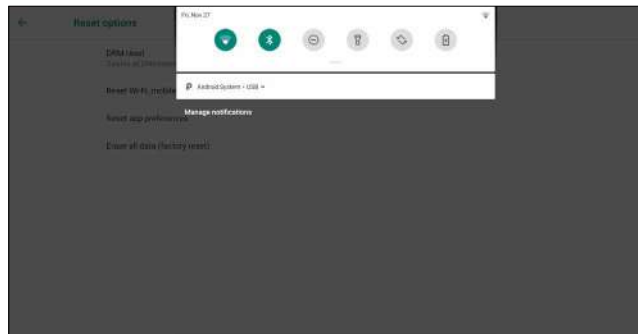 Reset options
Fri, Nov 27
DRM reset
Reset Wi-Fi, mobile
Android System • USB
Manage notifications
Reset app preferences
Erase all data (factory reset)